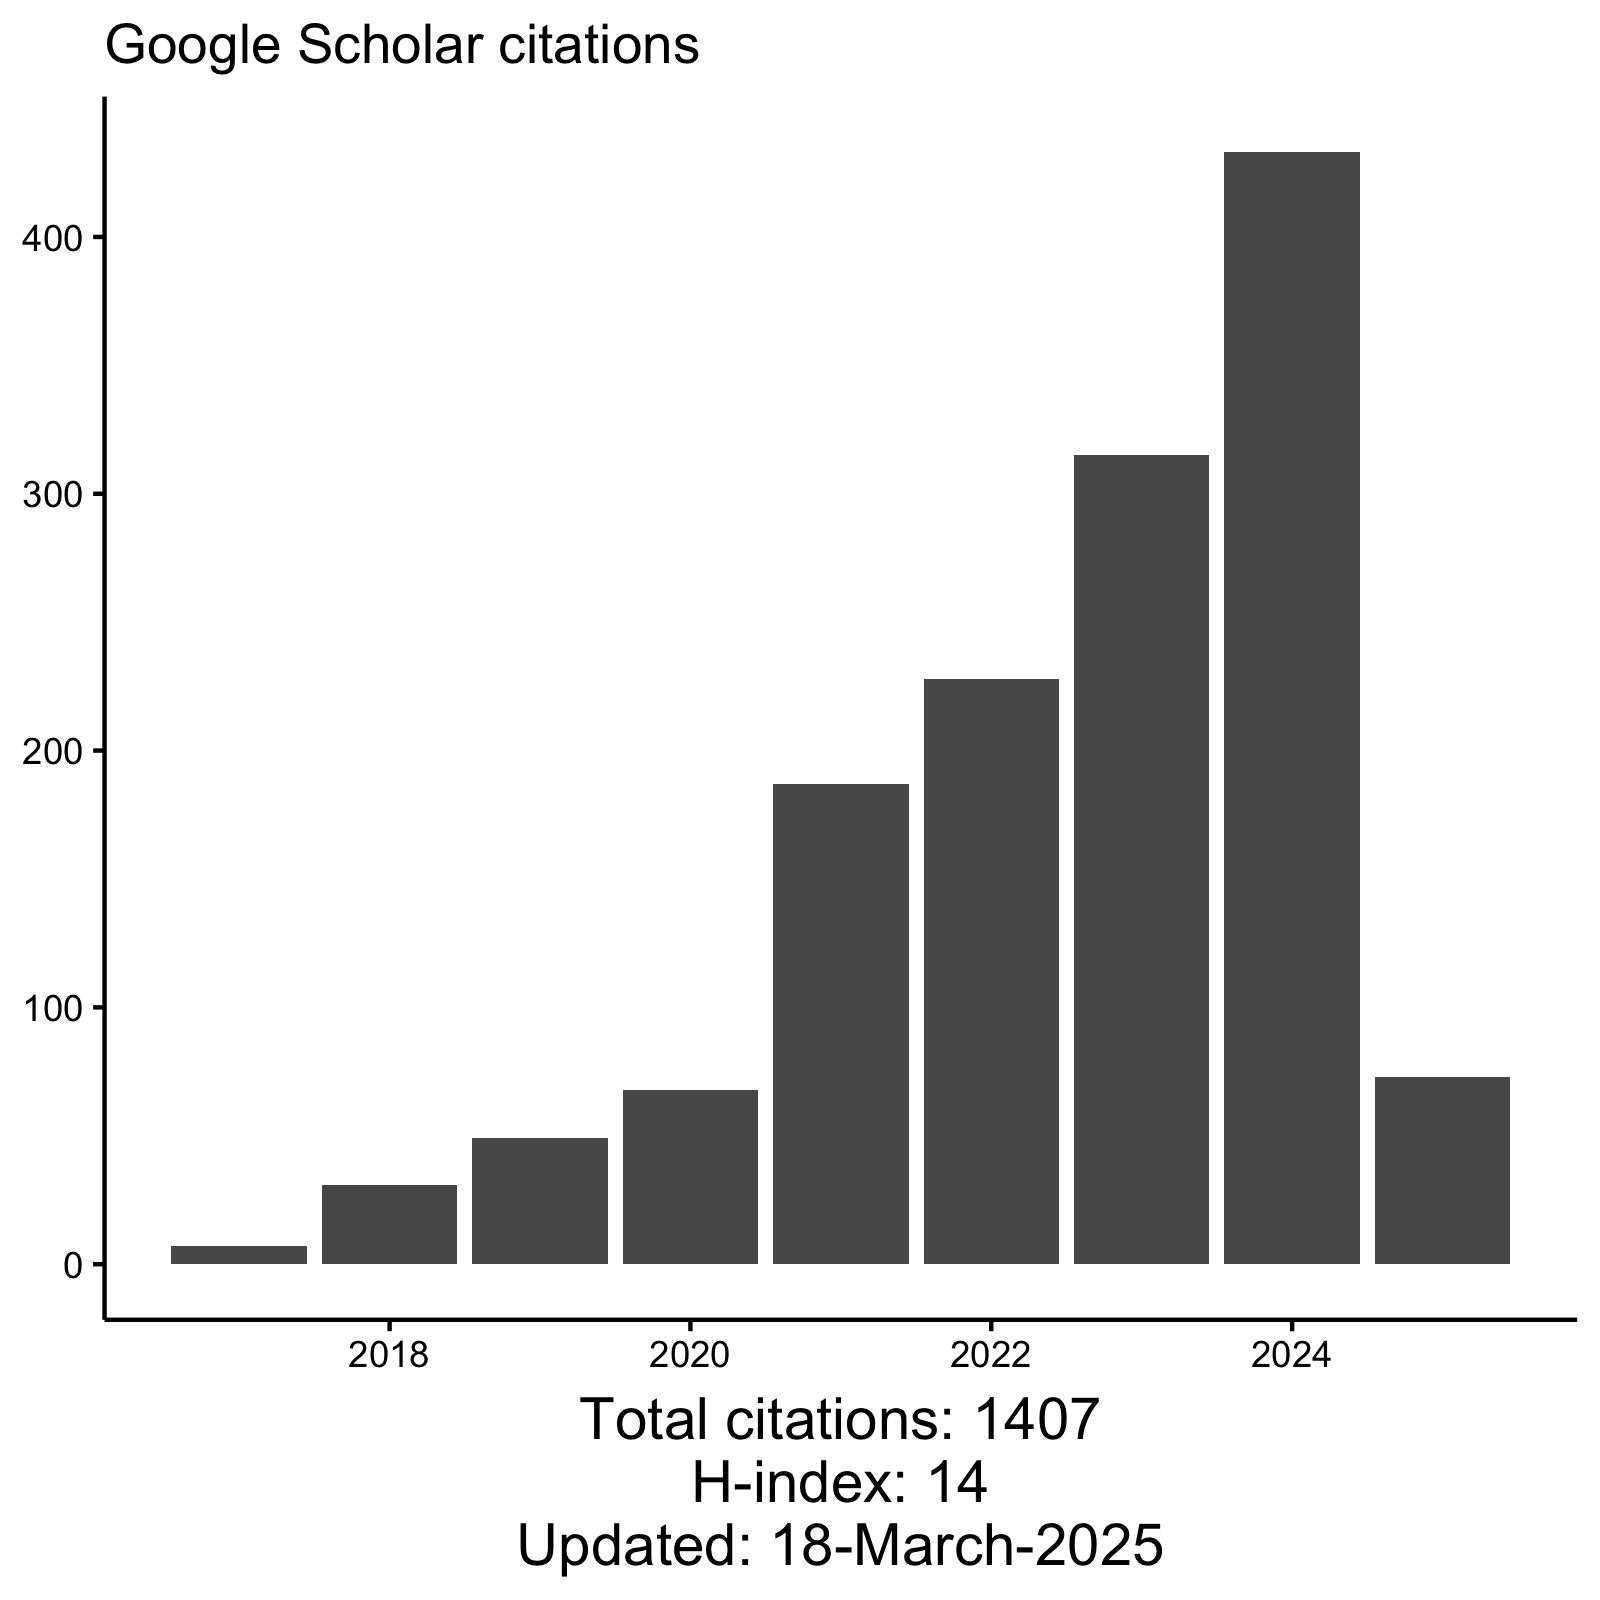 Google Scholar citations
400
300
200
100
0
2018 2020 2022 2024
Total citations: 1407
H-index: 14
Updated: 18-March-2025